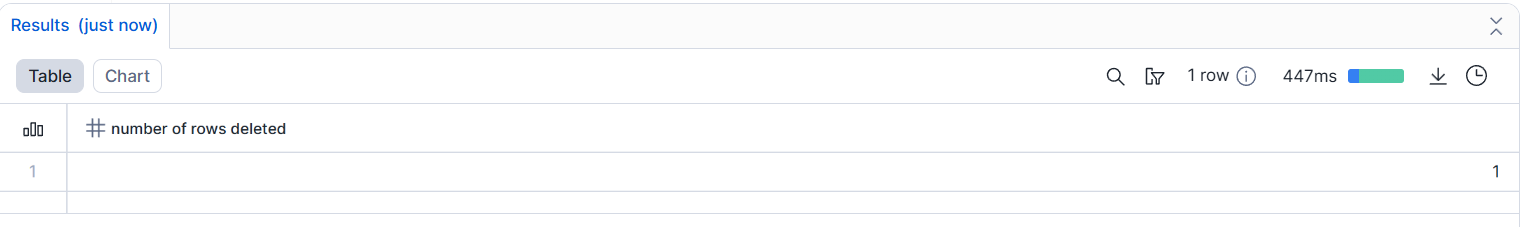 Results (just now)
Table Chart 1 row 447ms
number of rows deleted
1 1